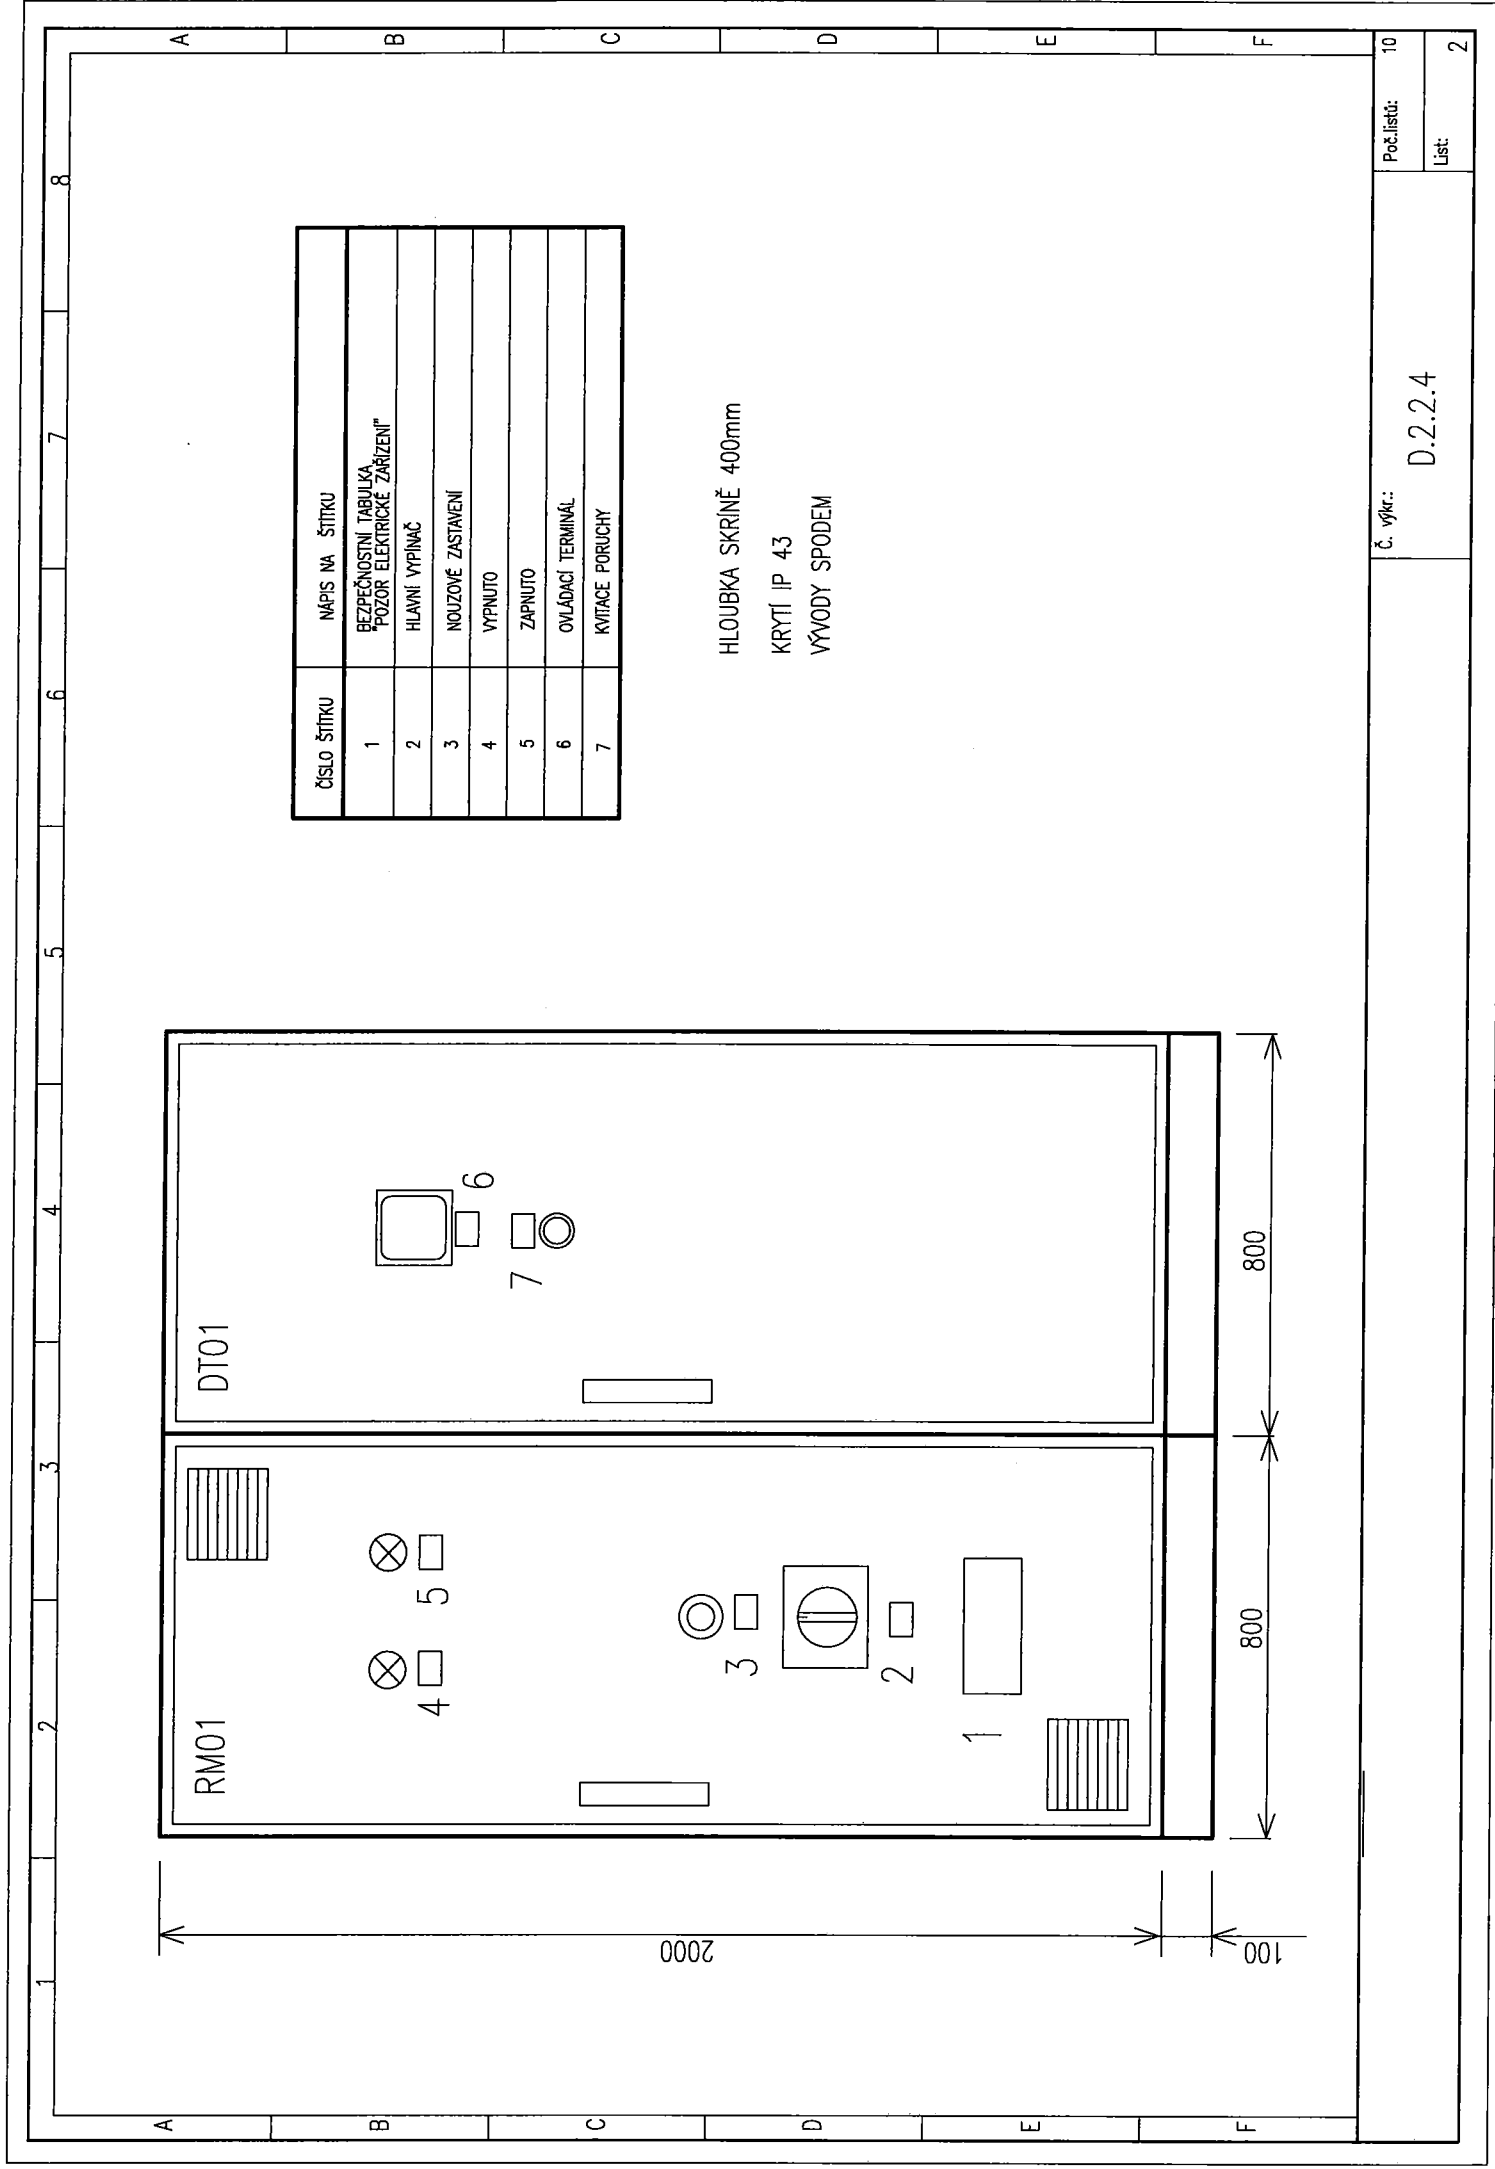 1 2 3 4 5 6 7 8
A A
B B
C C
D D
E E
F F
RM01
DT01
4
5
3
2
1
6
7
2000
100
800
800
ČÍSLO ŠTÍTKU NÁPIS NA ŠTÍTKU
1 BEZPEČNOSTNÍ TABULKA
"POZOR ELEKTRICKÉ ZAŘÍZENÍ"
2 HLAVNÍ VYPÍNAČ
3 NOUZOVÉ ZASTAVENÍ
4 VYPNUTO
5 ZAPNUTO
6 OVLÁDACÍ TERMINÁL
7 KVITACE PORUCHY
HLOUBKA SKŘÍNĚ 400mm
KRYTÍ IP 43
VÝVODY SPODEM
Č. výkr.:
D.2.2.4
Poč.listů: 10
List: 2